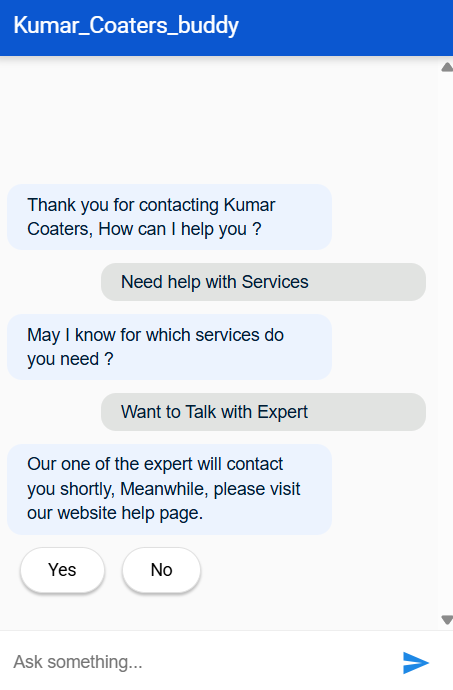 Kumar_Coaters_buddy
Thank you for contacting Kumar
Coaters, How can I help you ?
Need help with Services
May I know for which services do
you need ?
Want to Talk with Expert
Our one of the expert will contact
you shortly, Meanwhile, please visit
our website help page.
Yes No
Ask something...